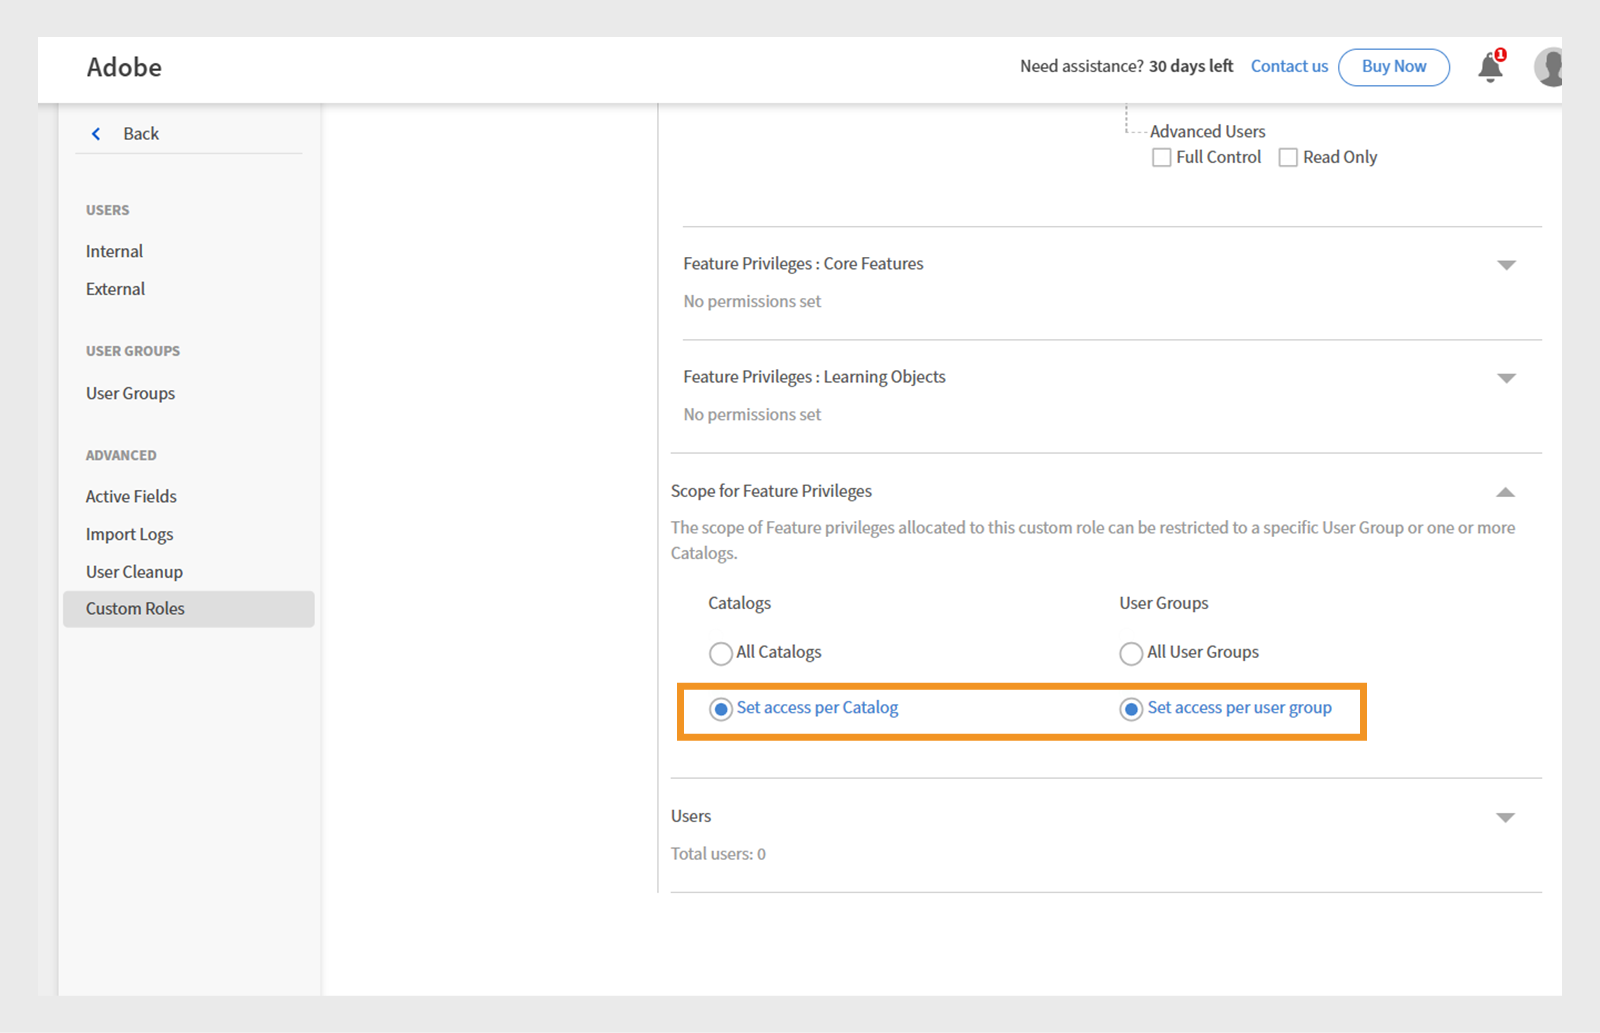 Adobe
Need assistance? 30 days left Contact us Buy Now 1
Back
USERS
Internal
External
USER GROUPS
User Groups
ADVANCED
Active Fields
Import Logs
User Cleanup
Custom Roles
Advanced Users
Full Control Read Only
Feature Privileges : Core Features
No permissions set
Feature Privileges : Learning Objects
No permissions set
Scope for Feature Privileges
The scope of Feature privileges allocated to this custom role can be restricted to a specific User Group or one or more
Catalogs.
Catalogs User Groups
All Catalogs All User Groups
Set access per Catalog Set access per user group
Users
Total users: 0